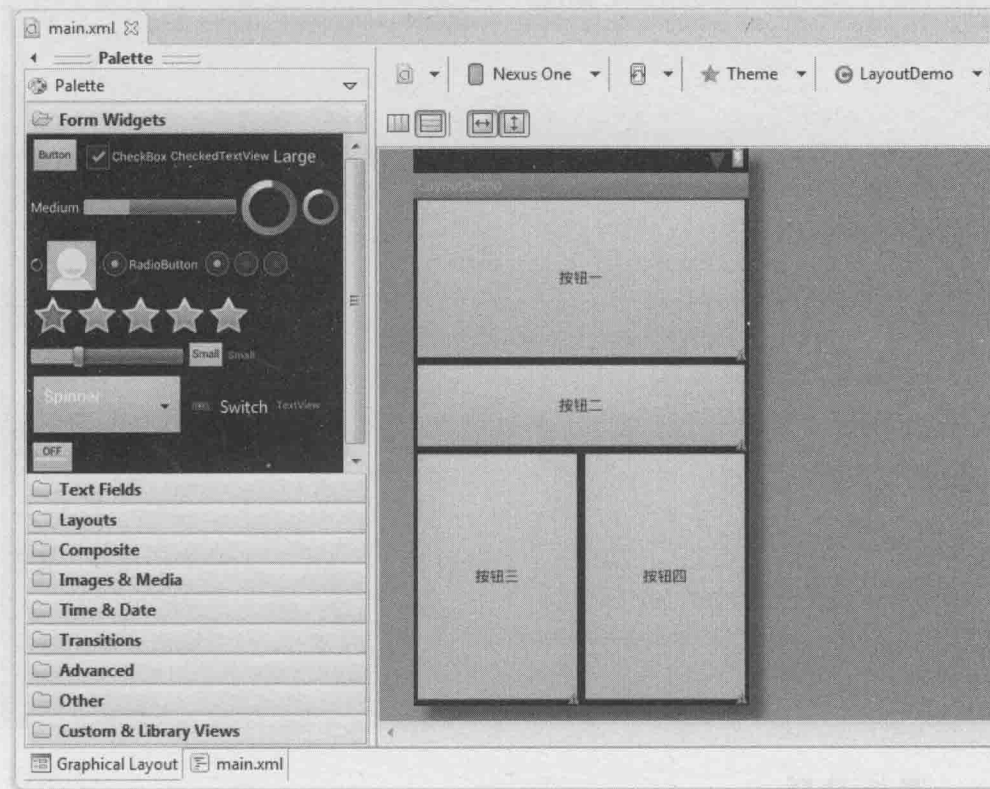 main.xml
Palette
Palette
Nexus One
Theme
LayoutDemo
Form Widgets
Button
CheckBox CheckedTextView Large
Medium
RadioButton
Small Small
Spinner
Switch TextView
OFF
Text Fields
Layouts
Composite
Images & Media
Time & Date
Transitions
Advanced
Other
Custom & Library Views
LayoutDemo
按钮一
按钮二
按钮三
按钮四
Graphical Layout
main.xml